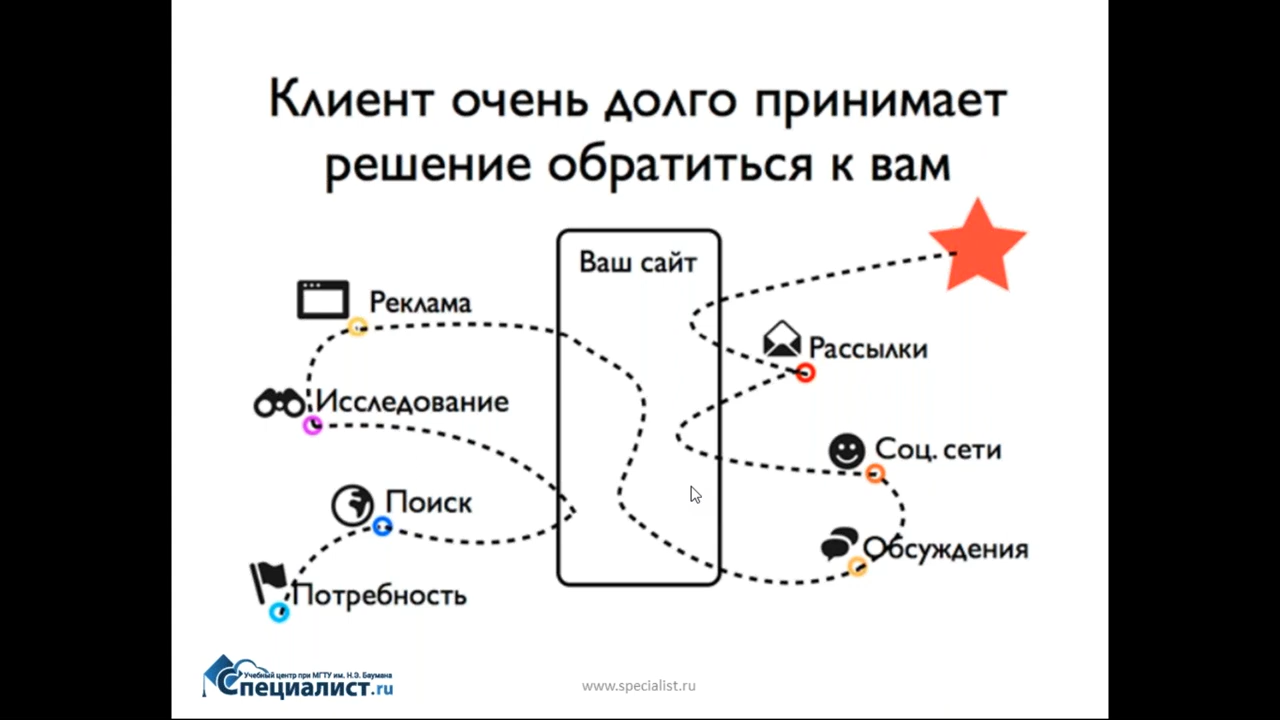 Клиент очень долго принимает
решение обратиться к вам
Ваш сайт
Реклама
Рассылки
Исследование
Соц. сети
Поиск
Обсуждения
Потребность
Учебный центр при МГТУ им. Н.Э. Баумана
Специалист.ru
www.specialist.ru